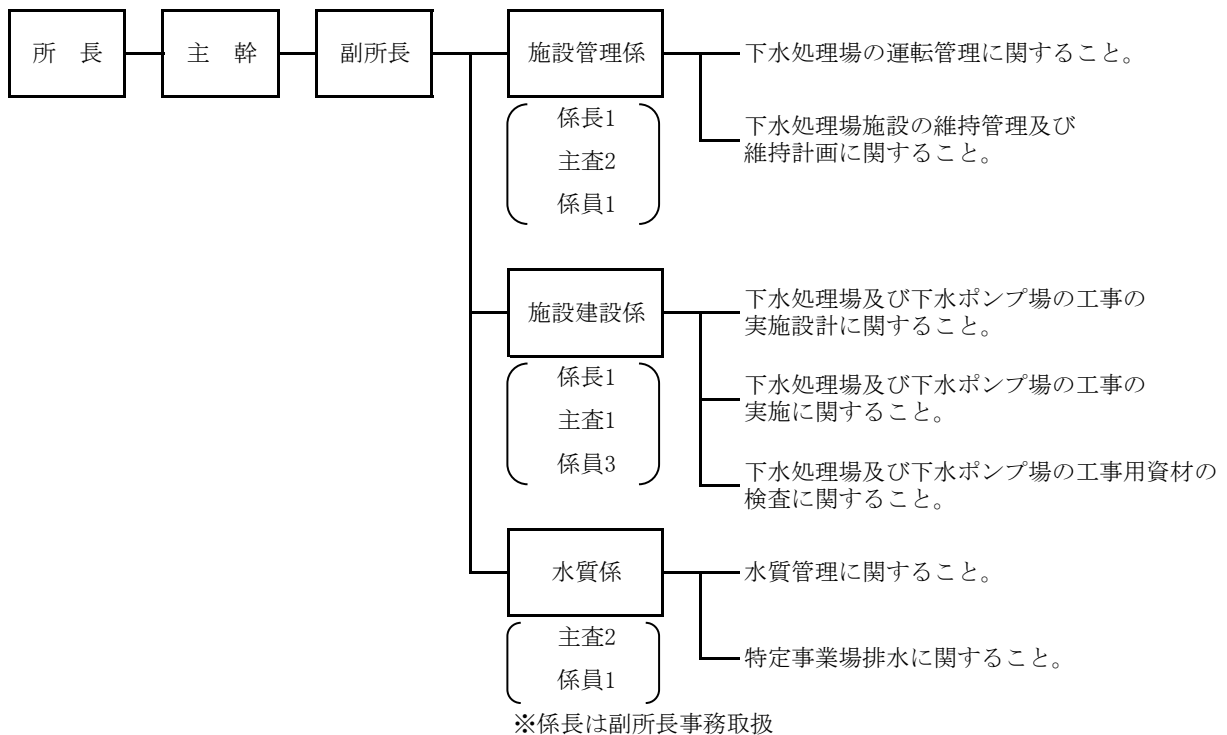 所　長
主　幹
副所長
施設管理係
係長1
主査2
係員1
下水処理場の運転管理に関すること。
下水処理場施設の維持管理及び
維持計画に関すること。
施設建設係
係長1
主査1
係員3
下水処理場及び下水ポンプ場の工事の
実施設計に関すること。
下水処理場及び下水ポンプ場の工事の
実施に関すること。
下水処理場及び下水ポンプ場の工事用資材の
検査に関すること。
水質係
主査2
係員1
※係長は副所長事務取扱
水質管理に関すること。
特定事業場排水に関すること。